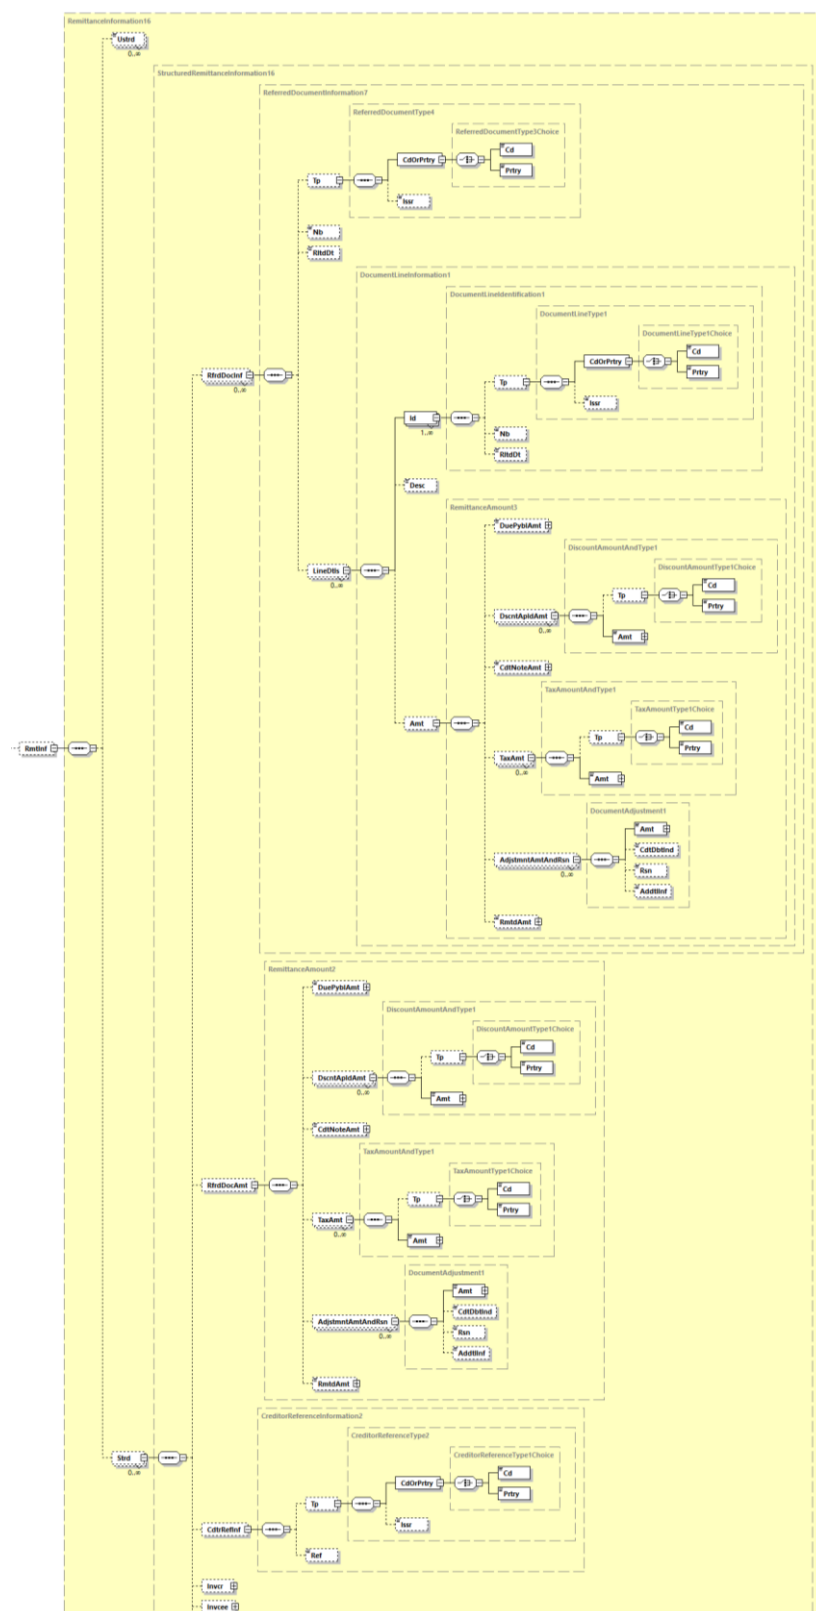 RemittanceInformation16
Ustrd
0..∞
StructuredRemittanceInformation16
ReferredDocumentInformation7
ReferredDocumentType4
ReferredDocumentType3Choice
Cd
CdOrPrtry
Prtry
Tp
Issr
Nb
RltdDt
DocumentLineInformation1
DocumentLineIdentification1
DocumentLineType1
DocumentLineType1Choice
Cd
CdOrPrtry
Prtry
RfrdDocInf
0..∞
Tp
Issr
Id
1..∞
Nb
RltdDt
Desc
RemittanceAmount3
DuePyblAmt
DiscountAmountAndType1
DiscountAmountType1Choice
LineDtls
0..∞
Cd
Tp
Prtry
DscntApldAmt
0..∞
Amt
CdtNoteAmt
TaxAmountAndType1
TaxAmountType1Choice
Amt
Cd
Tp
Prtry
RmtInf
TaxAmt
0..∞
Amt
DocumentAdjustment1
Amt
CdtDbtInd
AdjstmntAmtAndRsn
0..∞
Rsn
AddtlInf
RmtdAmt
RemittanceAmount2
DuePyblAmt
DiscountAmountAndType1
DiscountAmountType1Choice
Cd
Tp
Prtry
DscntApldAmt
0..∞
Amt
CdtNoteAmt
TaxAmountAndType1
TaxAmountType1Choice
RfrdDocAmt
Cd
Tp
Prtry
TaxAmt
0..∞
Amt
DocumentAdjustment1
Amt
CdtDbtInd
AdjstmntAmtAndRsn
0..∞
Rsn
AddtlInf
RmtdAmt
CreditorReferenceInformation2
CreditorReferenceType2
CreditorReferenceType1Choice
Strd
0..∞
Cd
CdOrPrtry
Prtry
Tp
Issr
CdtrRefInf
Ref
Invcr
Invcee